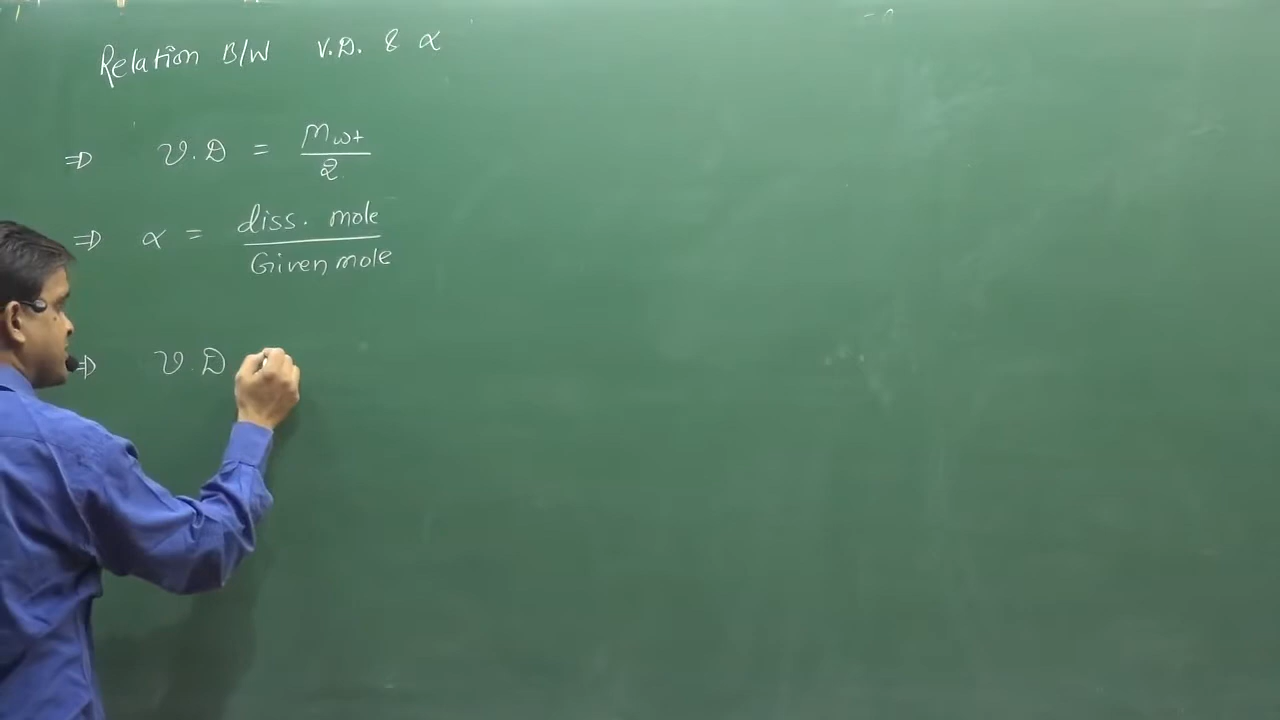 Relation B/W V.D. & α
⇒ V.D = Mwt/2
⇒ α = diss. mole/Given mole
⇒ V.D